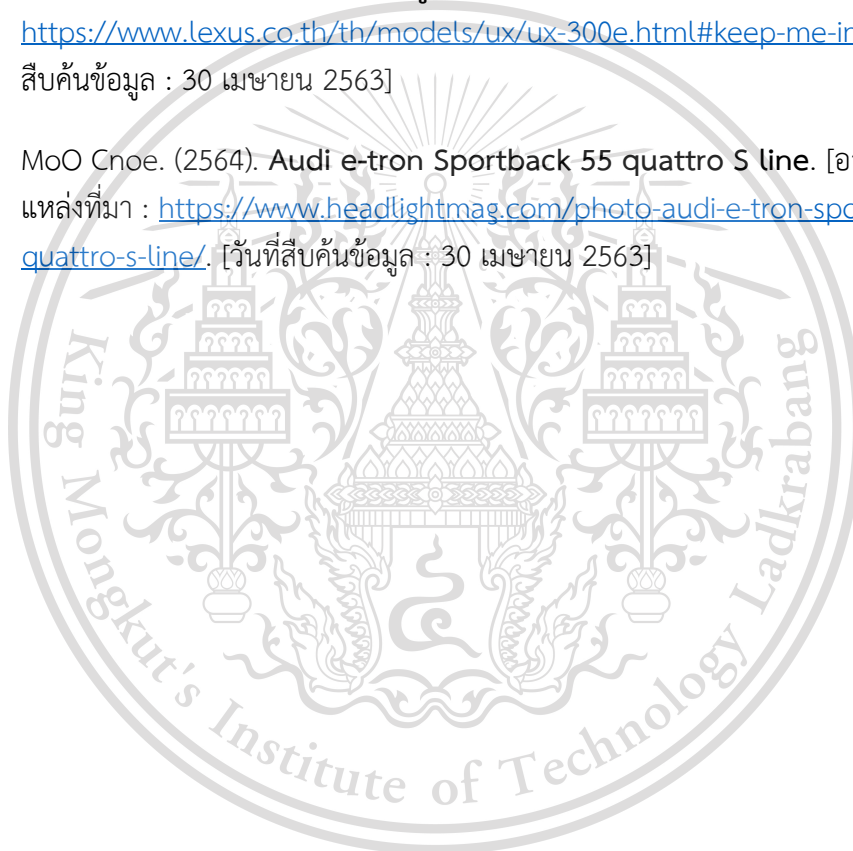 https://www.lexus.co.th/th/models/ux/ux-300e.html#keep-me-in
สืบค้นข้อมูล : 30 เมษายน 2563]
MoO Cnoe. (2564). Audi e-tron Sportback 55 quattro S line. [อ
แหล่งที่มา : https://www.headlightmag.com/photo-audi-e-tron-spo
quattro-s-line/. [วันที่สืบค้นข้อมูล : 30 เมษายน 2563]
King Mongkut's Institute of Technology Ladkrabang